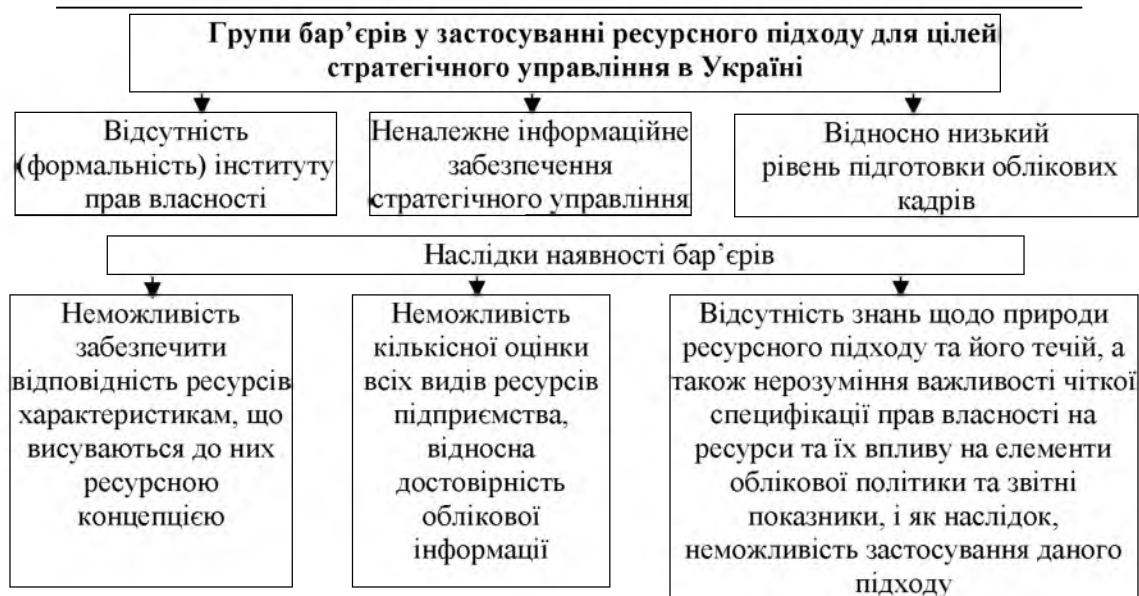 Групи бар’єрів у застосуванні ресурсного підходу для цілей
стратегічного управління в Україні
Відсутність
(формальність) інституту
прав власності
Неналежне інформаційне
забезпечення
стратегічного управління
Відносно низький
рівень підготовки облікових
кадрів
Наслідки наявності бар’єрів
Неможливість
забезпечити
відповідність ресурсів
характеристикам, що
висуваються до них
ресурсною
концепцією
Неможливість
кількісної оцінки
всіх видів ресурсів
підприємства,
відносна
достовірність
облікової
інформації
Відсутність знань щодо природи
ресурсного підходу та його течій, а
також нерозуміння важливості чіткої
специфікації прав власності на
ресурси та їх впливу на елементи
облікової політики та звітні
показники, і як наслідок,
неможливість застосування даного
підходу